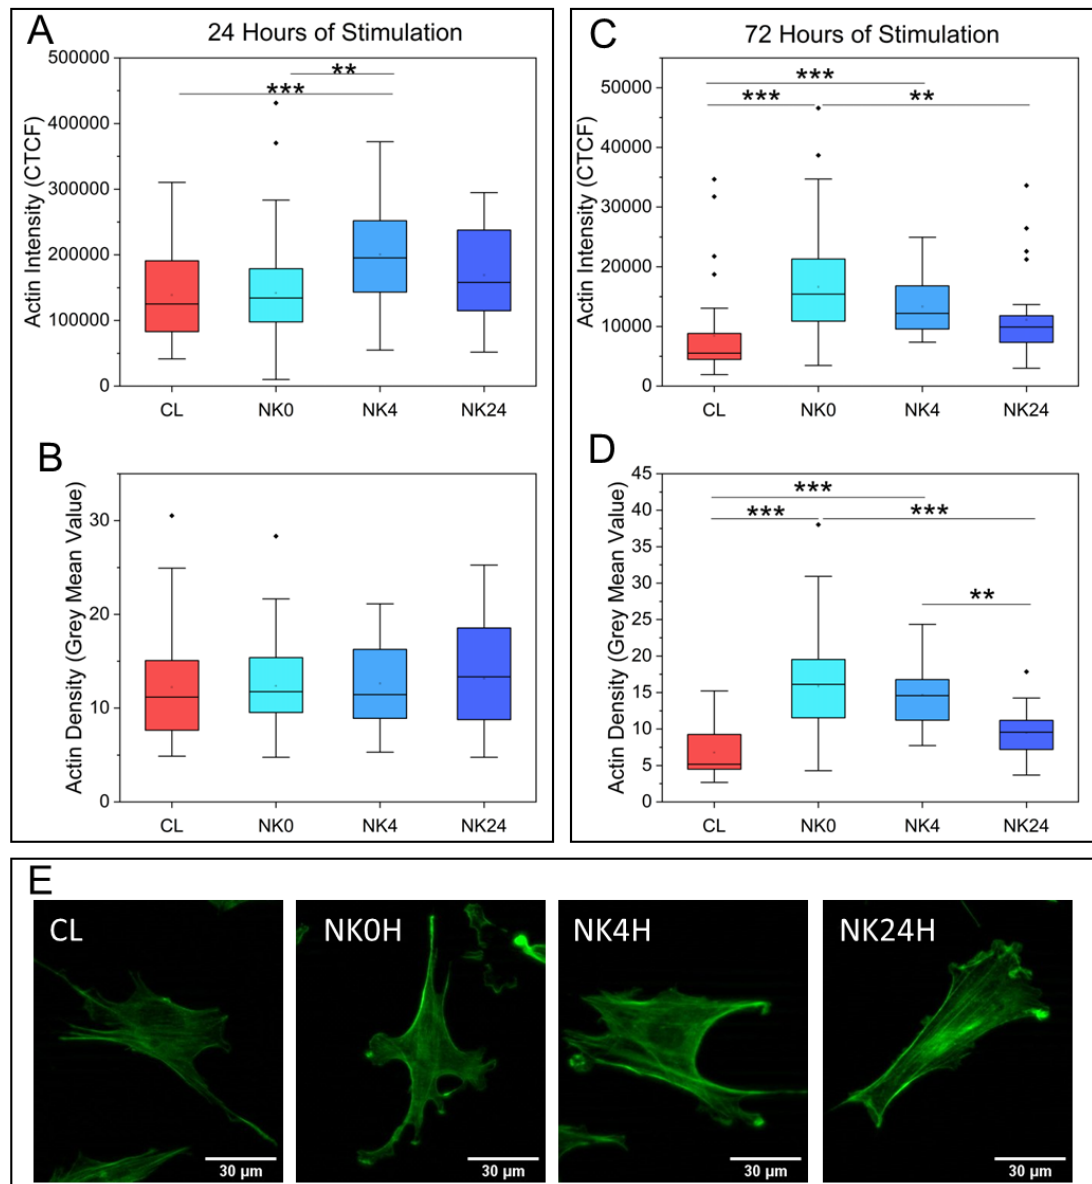 A
24 Hours of Stimulation
Actin Intensity (CTCF)
500000
400000
300000
200000
100000
0
**
***
CL NK0 NK4 NK24
B
Actin Density (Grey Mean Value)
30
20
10
0
CL NK0 NK4 NK24
C
72 Hours of Stimulation
Actin Intensity (CTCF)
50000
40000
30000
20000
10000
0
***
*** **
CL NK0 NK4 NK24
D
Actin Density (Grey Mean Value)
45
40
35
30
25
20
15
10
5
0
***
*** ***
**
CL NK0 NK4 NK24
E
CL NK0H NK4H NK24H
30 µm 30 µm 30 µm 30 µm